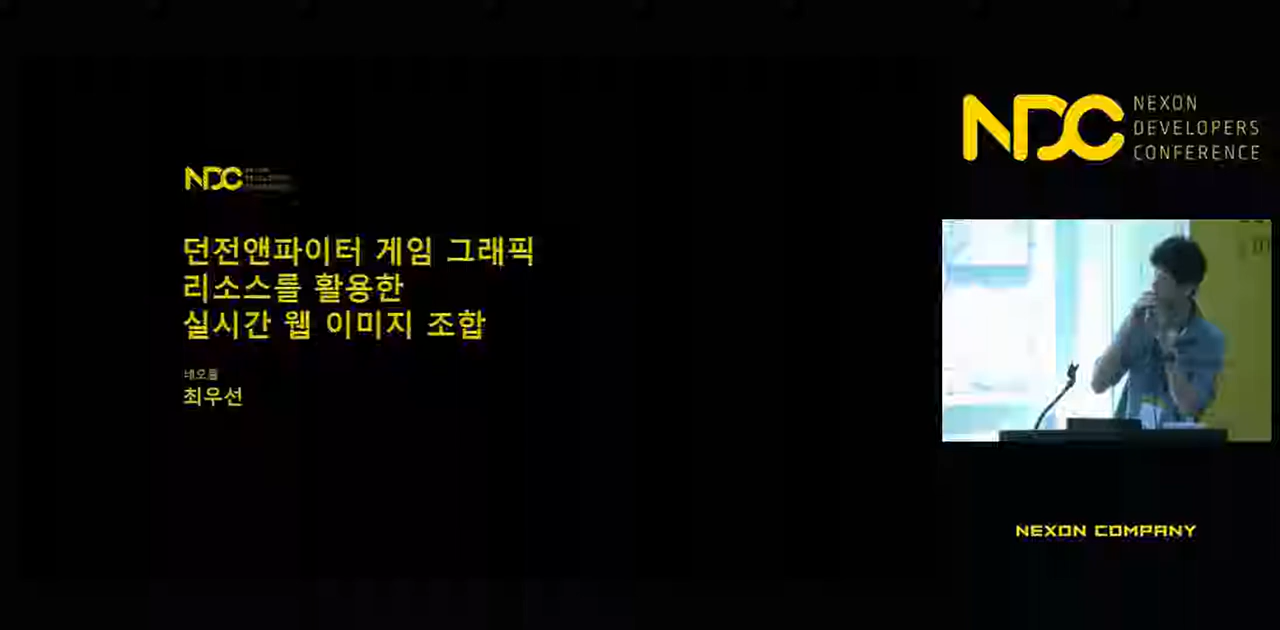 NDC
던전앤파이터 게임 그래픽
리소스를 활용한
실시간 웹 이미지 조합
네오플
최우선
NDC
NEXON
DEVELOPERS
CONFERENCE
NEXON COMPANY